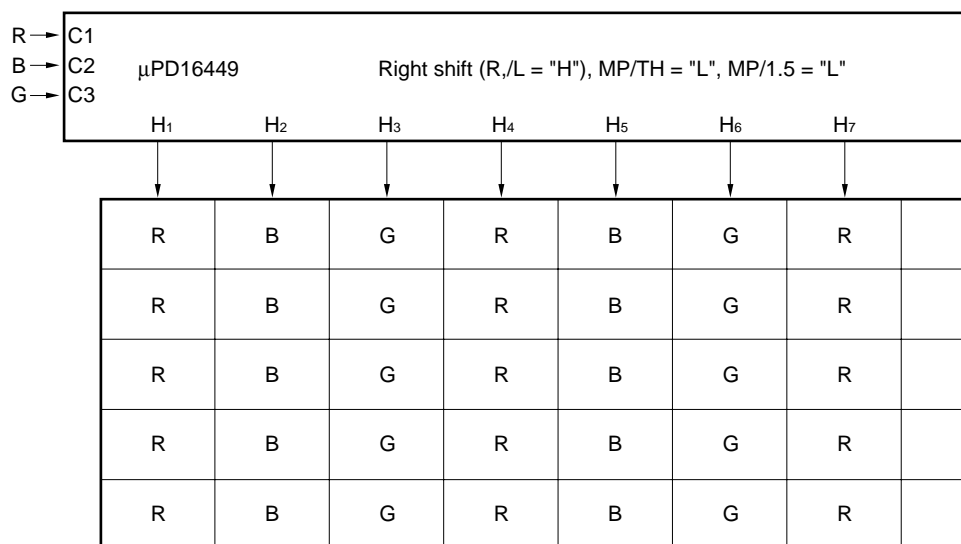 R C1
B C2 μPD16449 Right shift (R,/L = "H"), MP/TH = "L", MP/1.5 = "L"
G C3
H1 H2 H3 H4 H5 H6 H7
R B G R B G R
R B G R B G R
R B G R B G R
R B G R B G R
R B G R B G R